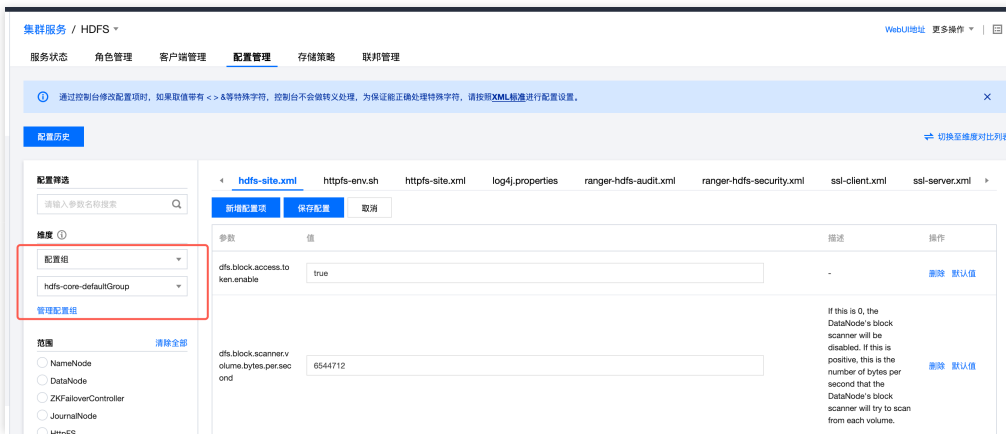 集群服务 / HDFS
WebUI地址 更多操作
服务状态 角色管理 客户端管理 配置管理 存储策略 联邦管理
通过控制台修改配置项时，如果取值带有 < > &等特殊字符，控制台不会做转义处理，为保证能正确处理特殊字符，请按照XML标准进行配置设置。
配置历史
切换至维度对比列表
配置筛选
请输入参数名称搜索
维度
配置组
hdfs-core-defaultGroup
管理配置组
范围 清除全部
NameNode
DataNode
ZKFailoverController
JournalNode
HttpFS
hdfs-site.xml httpfs-env.sh httpfs-site.xml log4j.properties ranger-hdfs-audit.xml ranger-hdfs-security.xml ssl-client.xml ssl-server.xml
新增配置项 保存配置 取消
参数 值 描述 操作
dfs.block.access.to
ken.enable
true
-
删除 默认值
dfs.block.scanner.v
olume.bytes.per.sec
ond
6544712
If this is 0, the
DataNode's block
scanner will be
disabled. If this is
positive, this is the
number of bytes per
second that the
DataNode's block
scanner will try to scan
from each volume.
删除 默认值